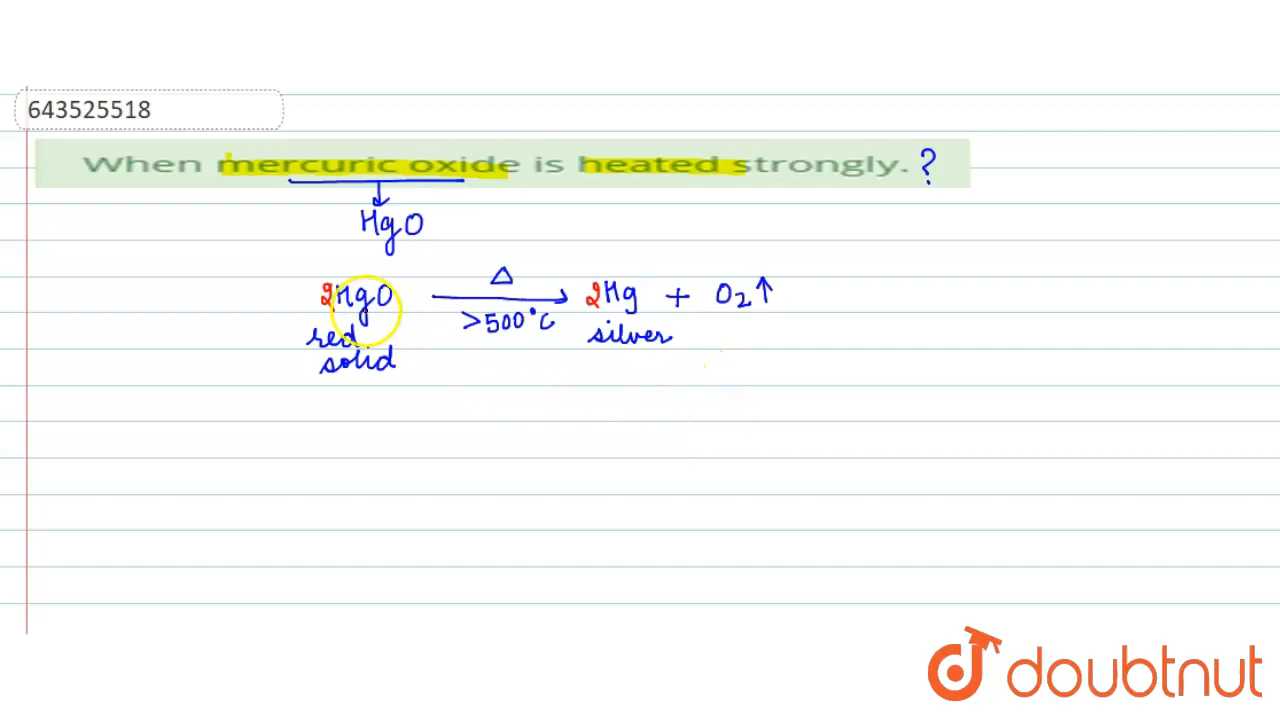 643525518
When mercuric oxide is heated strongly. ?
HgO
2HgO →Δ >500°C 2Hg + O2↑
red solid
silver
doubtnut